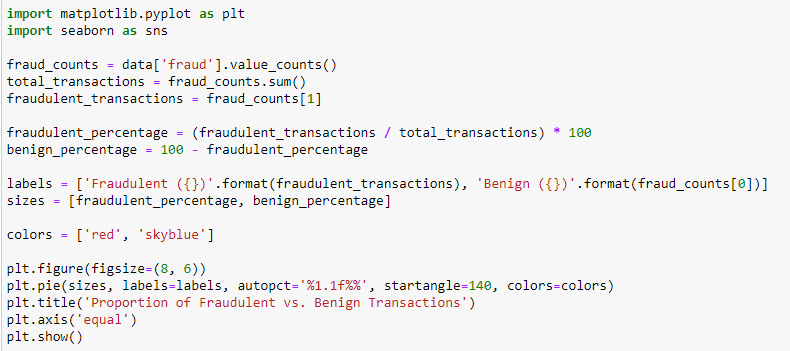 import matplotlib.pyplot as plt
import seaborn as sns
fraud_counts = data['fraud'].value_counts()
total_transactions = fraud_counts.sum()
fraudulent_transactions = fraud_counts[1]
fraudulent_percentage = (fraudulent_transactions / total_transactions) * 100
benign_percentage = 100 - fraudulent_percentage
labels = ['Fraudulent ({})'.format(fraudulent_transactions), 'Benign ({})'.format(fraud_counts[0])]
sizes = [fraudulent_percentage, benign_percentage]
colors = ['red', 'skyblue']
plt.figure(figsize=(8, 6))
plt.pie(sizes, labels=labels, autopct='%1.1f%%', startangle=140, colors=colors)
plt.title('Proportion of Fraudulent vs. Benign Transactions')
plt.axis('equal')
plt.show()